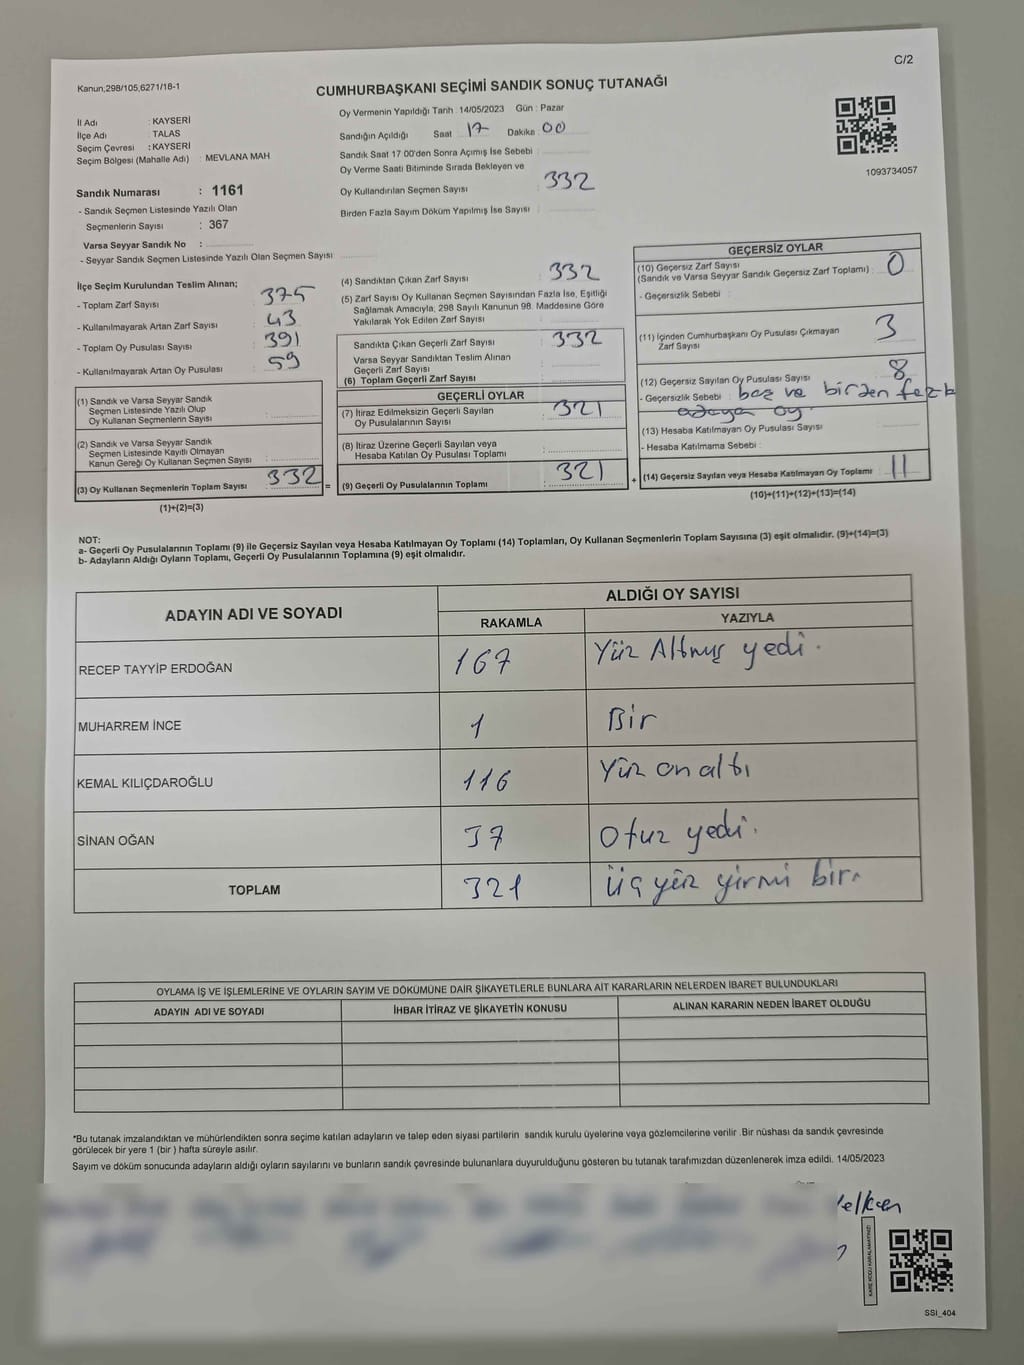 C/2
Kanun,298/105,6271/18-1
CUMHURBAŞKANI SEÇİMİ SANDIK SONUÇ TUTANAĞI
İl Adı : KAYSERİ
İlçe Adı : TALAS
Seçim Çevresi : KAYSERİ
Seçim Bölgesi (Mahalle Adı) : MEVLANA MAH
Sandık Numarası : 1161
- Sandık Seçmen Listesinde Yazılı Olan
Seçmenlerin Sayısı : 367
Varsa Seyyar Sandık No :
- Seyyar Sandık Seçmen Listesinde Yazılı Olan Seçmen Sayısı
Oy Vermenin Yapıldığı Tarih : 14/05/2023 Gün : Pazar
Sandığın Açıldığı Saat 17 Dakika 00
Sandık Saat 17 00'den Sonra Açımış İse Sebebi
Oy Verme Saati Bitiminde Sırada Bekleyen ve
Oy Kullandırılan Seçmen Sayısı : 332
Birden Fazla Sayım Döküm Yapılmış İse Sayısı :
1093734057
İlçe Seçim Kurulundan Teslim Alınan;
- Toplam Zarf Sayısı : 375
- Kullanılmayarak Artan Zarf Sayısı : 43
- Toplam Oy Pusulası Sayısı : 391
- Kullanılmayarak Artan Oy Pusulası : 59
(1) Sandık ve Varsa Seyyar Sandık
Seçmen Listesinde Yazılı Olup
Oy Kullanan Seçmenlerin Sayısı
(2) Sandık ve Varsa Seyyar Sandık
Seçmen Listesinde Kayıtlı Olmayan
Kanun Gereği Oy Kullanan Seçmen Sayısı
(3) Oy Kullanan Seçmenlerin Toplam Sayısı : 332 =
(1)+(2)=(3)
(4) Sandıktan Çıkan Zarf Sayısı : 332
(5) Zarf Sayısı Oy Kullanan Seçmen Sayısından Fazla İse, Eşitliği
Sağlamak Amacıyla, 298 Sayılı Kanunun 98. Maddesine Göre
Yakılarak Yok Edilen Zarf Sayısı
Sandıkta Çıkan Geçerli Zarf Sayısı : 332
Varsa Seyyar Sandıktan Teslim Alınan
Geçerli Zarf Sayısı
(6) Toplam Geçerli Zarf Sayısı
GEÇERLİ OYLAR
(7) İtiraz Edilmeksizin Geçerli Sayılan
Oy Pusulalarının Sayısı : 321
(8) İtiraz Üzerine Geçerli Sayılan veya
Hesaba Katılan Oy Pusulası Toplamı
(9) Geçerli Oy Pusulalarının Toplamı : 321 +
GEÇERSİZ OYLAR
(10) Geçersiz Zarf Sayısı
(Sandık ve Varsa Seyyar Sandık Geçersiz Zarf Toplamı) : 0
- Geçersizlik Sebebi :
(11) İçinden Cumhurbaşkanı Oy Pusulası Çıkmayan
Zarf Sayısı 3
(12) Geçersiz Sayılan Oy Pusulası Sayısı : 8
- Geçersizlik Sebebi : boş ve birden fazla
adaya oy
(13) Hesaba Katılmayan Oy Pusulası Sayısı
- Hesaba Katılmama Sebebi :
(14) Geçersiz Sayılan veya Hesaba Katılmayan Oy Toplamı : 11
(10)+(11)+(12)+(13)=(14)
NOT:
a- Geçerli Oy Pusulalarının Toplamı (9) ile Geçersiz Sayılan veya Hesaba Katılmayan Oy Toplamı (14) Toplamları, Oy Kullanan Seçmenlerin Toplam Sayısına (3) eşit olmalıdır. (9)+(14)=(3)
b- Adayların Aldığı Oyların Toplamı, Geçerli Oy Pusulalarının Toplamına (9) eşit olmalıdır.
ADAYIN ADI VE SOYADI ALDIĞI OY SAYISI
RAKAMLA YAZIYLA
RECEP TAYYİP ERDOĞAN 167 Yüz Altmış yedi.
MUHARREM İNCE 1 Bir
KEMAL KILIÇDAROĞLU 116 Yüz on altı
SİNAN OĞAN 37 Otuz yedi.
TOPLAM 321 Üç yüz yirmi bir.
OYLAMA İŞ VE İŞLEMLERİNE VE OYLARIN SAYIM VE DÖKÜMÜNE DAİR ŞİKAYETLERLE BUNLARA AİT KARARLARIN NELERDEN İBARET BULUNDUKLARI
ADAYIN ADI VE SOYADI İHBAR İTİRAZ VE ŞİKAYETİN KONUSU ALINAN KARARIN NEDEN İBARET OLDUĞU
*Bu tutanak imzalandıktan ve mühürlendikten sonra seçime katılan adayların ve talep eden siyasi partilerin sandık kurulu üyelerine veya gözlemcilerine verilir. Bir nüshası da sandık çevresinde
görülecek bir yere 1 (bir ) hafta süreyle asılır.
Sayım ve döküm sonucunda adayların aldığı oyların sayılarını ve bunların sandık çevresinde bulunanlara duyurulduğunu gösteren bu tutanak tarafımızdan düzenlenerek imza edildi. 14/05/2023
KARE KODU KARALAMAYINIZ!
SSI_404